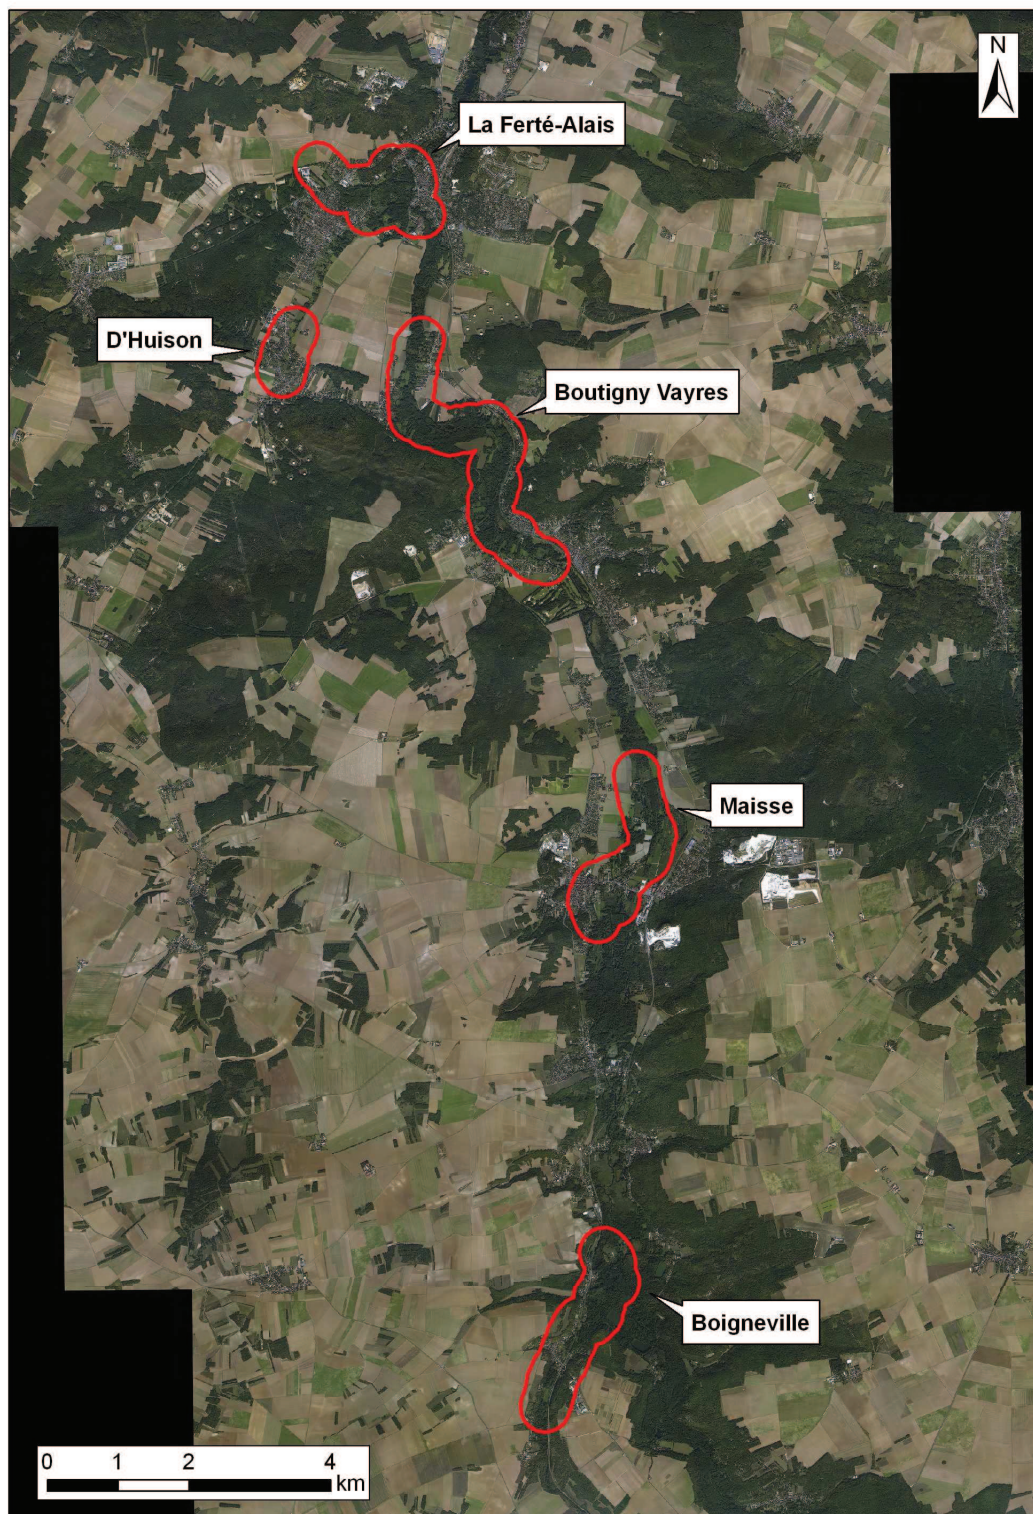 N
La Ferté-Alais
D'Huison
Boutigny Vayres
Maisse
Boigneville
0 1 2 4
km